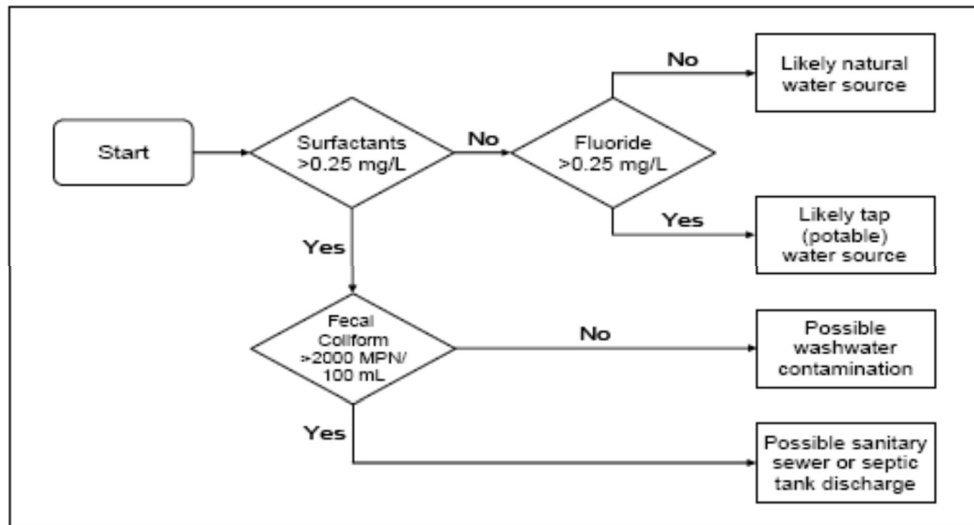 Start
Surfactants
>0.25 mg/L
No
Fluoride
>0.25 mg/L
No
Likely natural
water source
Yes
Likely tap
(potable)
water source
Yes
Fecal
Coliform
>2000 MPN/
100 mL
No
Possible
washwater
contamination
Yes
Possible sanitary
sewer or septic
tank discharge